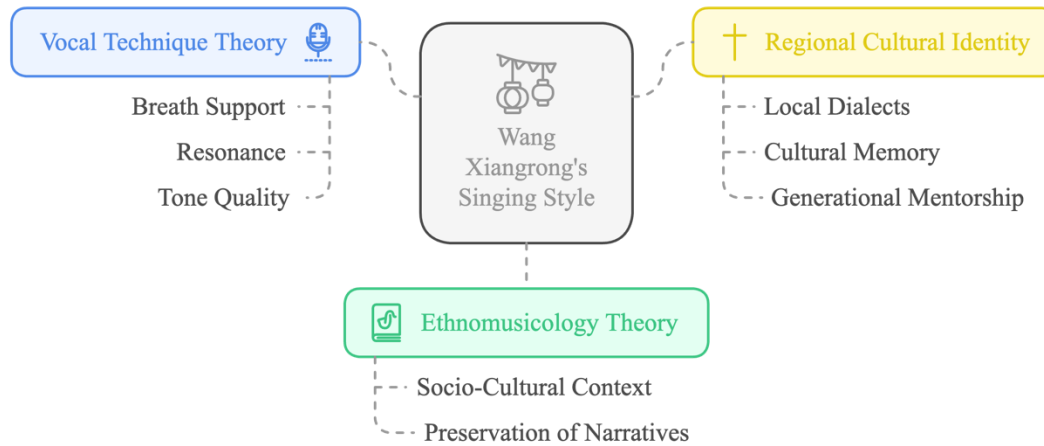 Vocal Technique Theory
Breath Support
Resonance
Tone Quality
Wang
Xiangrong's
Singing Style
Regional Cultural Identity
Local Dialects
Cultural Memory
Generational Mentorship
Ethnomusicology Theory
Socio-Cultural Context
Preservation of Narratives